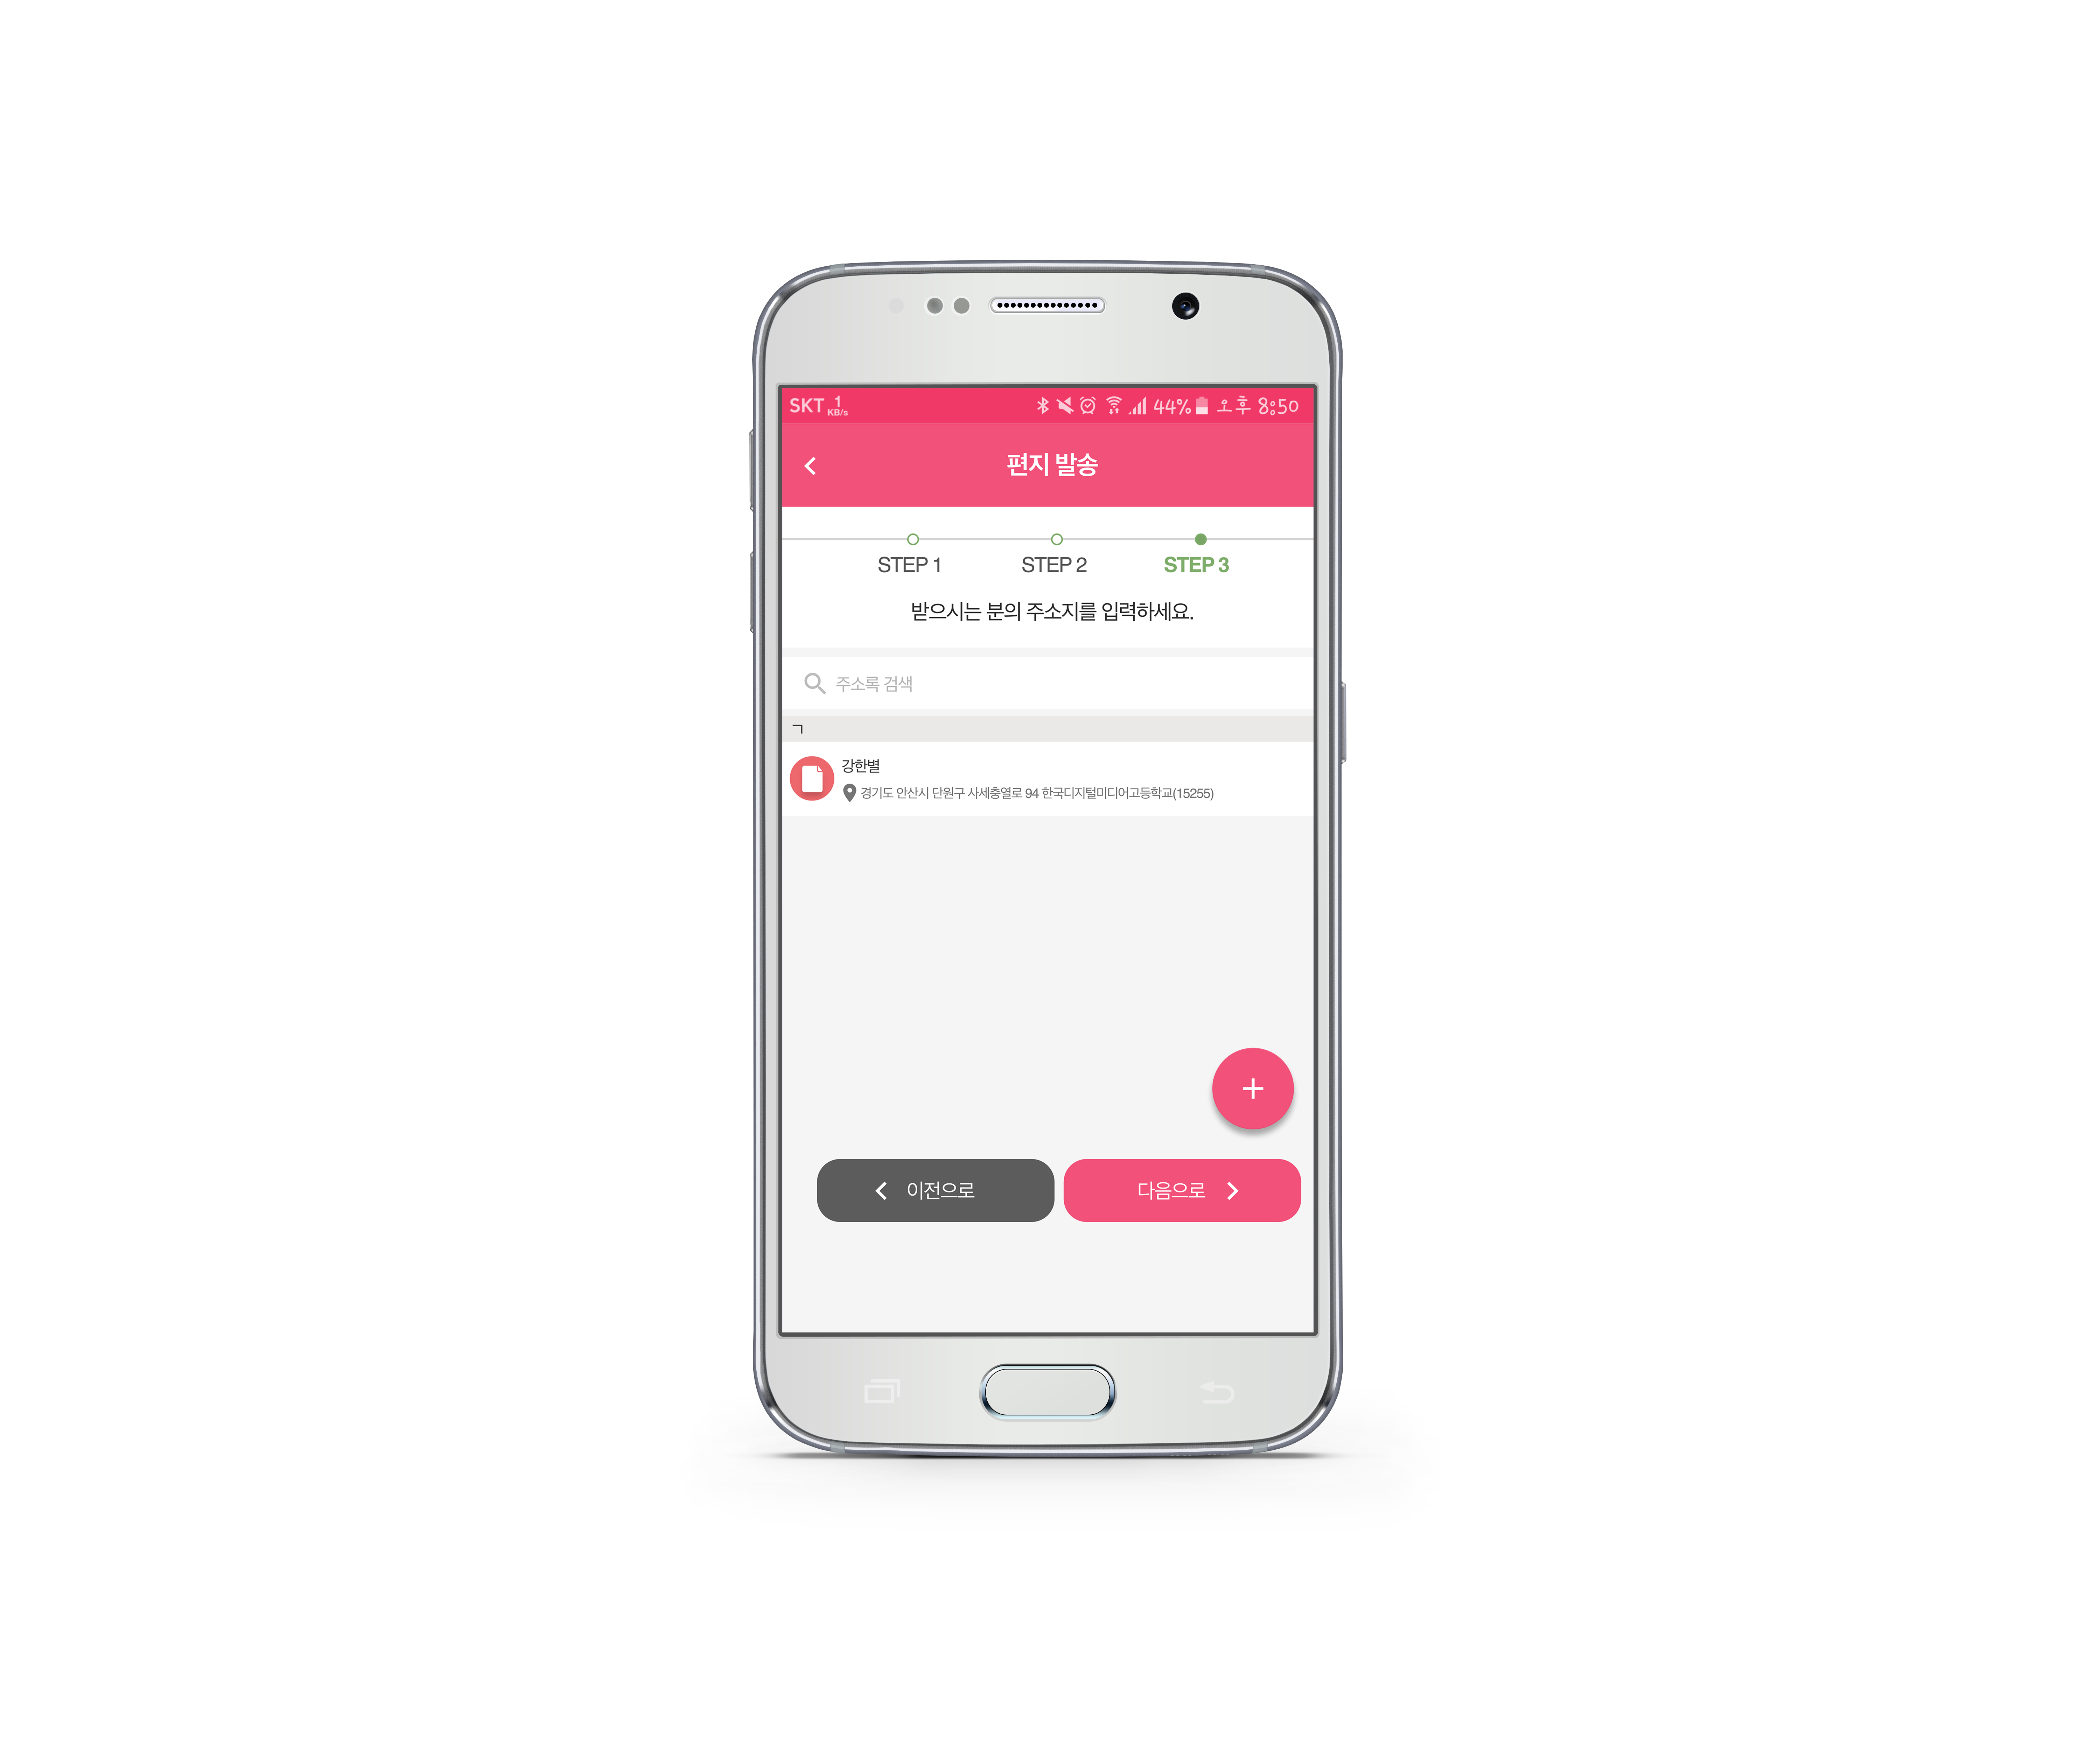 SKT 1 KB/s 44% 오후 8:50
편지 발송
STEP 1 STEP 2 STEP 3
받으시는 분의 주소지를 입력하세요.
주소록 검색
ㄱ
강한별
경기도 안산시 단원구 사세충열로 94 한국디지털미디어고등학교(15255)
이전으로 다음으로